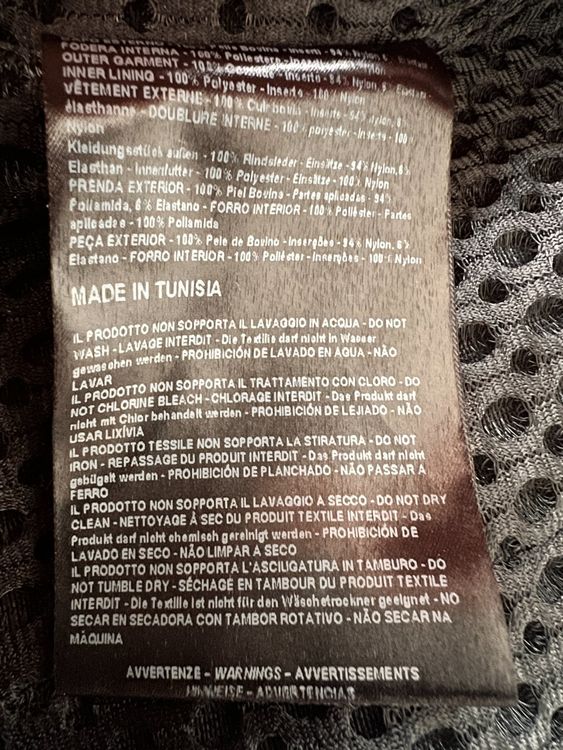 FODERA INTERNA - 100% Poliestere - Inserti - 100% Nylon
OUTER GARMENT - 100% Cowhide - Inserts - 94% Nylon, 6% Elastan
INNER LINING - 100% Polyester - Inserts - 100% Nylon
VÊTEMENT EXTERNE - 100% Cuir bovin - Inserts - 94% nylon, 6%
élasthanne - DOUBLURE INTERNE - 100% polyester - Inserts - 100%
Nylon
Kleidungsstück außen - 100% Rindsleder - Einsätze - 94% Nylon, 6%
Elasthan - Innenfutter - 100% Polyester - Einsätze - 100% Nylon
PRENDA EXTERIOR - 100% Piel Bovina - Partes aplicadas - 94%
Poliamida, 6% Elastano - FORRO INTERIOR - 100% Poliéster - Partes
aplicadas - 100% Poliamida
PEÇA EXTERIOR - 100% Pele de Bovino - Inserções - 94% Nylon, 6%
Elastano - FORRO INTERIOR - 100% Poliéster - Inserções - 100% Nylon
MADE IN TUNISIA
IL PRODOTTO NON SOPPORTA IL LAVAGGIO IN ACQUA - DO NOT
WASH - LAVAGE INTERDIT - Die Textilie darf nicht in Wasser
gewaschen werden - PROHIBICIÓN DE LAVADO EN AGUA - NÃO
LAVAR
IL PRODOTTO NON SOPPORTA IL TRATTAMENTO CON CLORO - DO
NOT CHLORINE BLEACH - CHLORAGE INTERDIT - Das Produkt darf
nicht mit Chlor behandelt werden - PROHIBICIÓN DE LEJIADO - NÃO
USAR LIXÍVIA
IL PRODOTTO TESSILE NON SOPPORTA LA STIRATURA - DO NOT
IRON - REPASSAGE DU PRODUIT INTERDIT - Das Produkt darf nicht
gebügelt werden - PROHIBICIÓN DE PLANCHADO - NÃO PASSAR A
FERRO
IL PRODOTTO NON SOPPORTA IL LAVAGGIO A SECCO - DO NOT DRY
CLEAN - NETTOYAGE À SEC DU PRODUIT TEXTILE INTERDIT - Das
Produkt darf nicht chemisch gereinigt werden - PROHIBICIÓN DE
LAVADO EN SECO - NÃO LIMPAR A SECO
IL PRODOTTO NON SOPPORTA L'ASCIUGATURA IN TAMBURO - DO
NOT TUMBLE DRY - SÉCHAGE EN TAMBOUR DU PRODUIT TEXTILE
INTERDIT - Die Textilie ist nicht für den Wäschetrockner geeignet - NO
SECAR EN SECADORA CON TAMBOR ROTATIVO - NÃO SECAR NA
MÁQUINA
AVVERTENZE - WARNINGS - AVVERTISSEMENTS
HINWEISE - ADVERTENCIAS